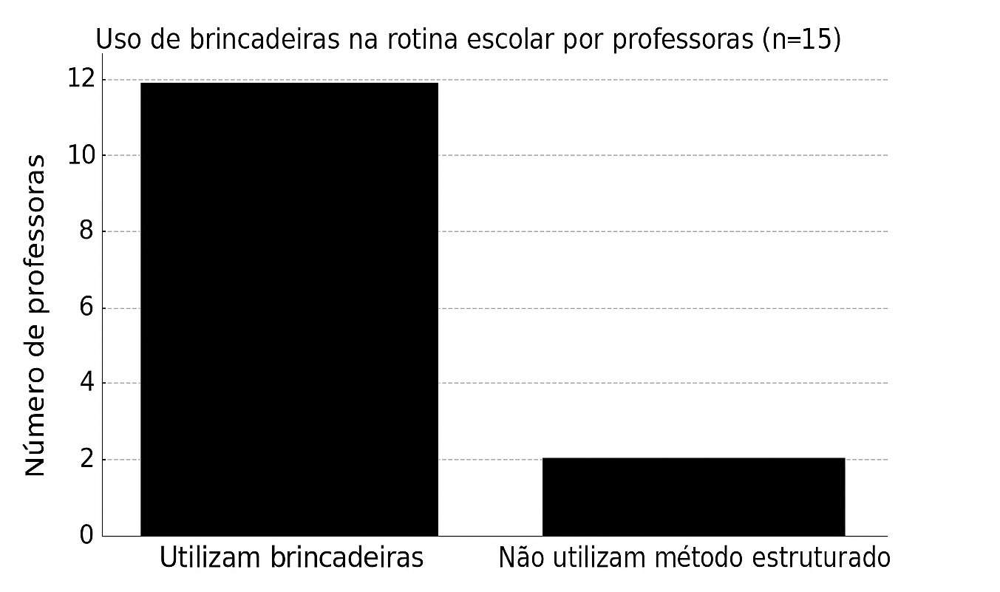 Uso de brincadeiras na rotina escolar por professoras (n=15)
Número de professoras
12
10
8
6
4
2
0
Utilizam brincadeiras
Não utilizam método estruturado